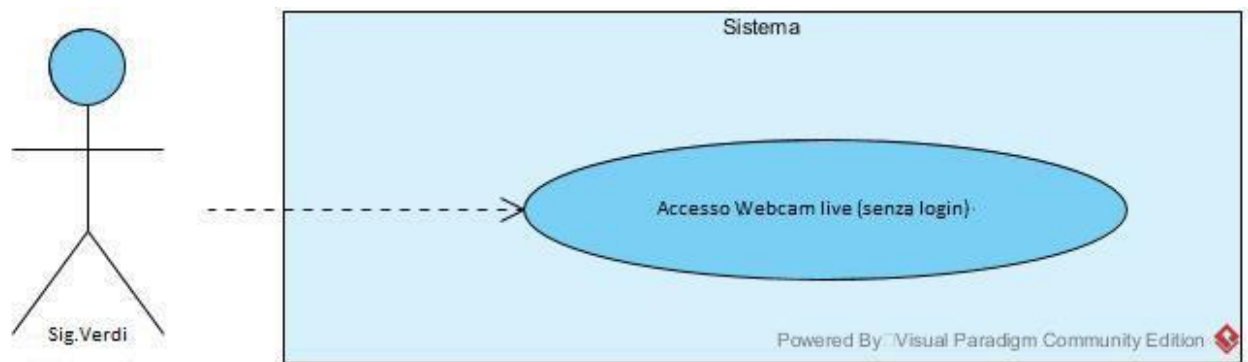 Sistema
Accesso Webcam live (senza login)
Sig.Verdi
Powered By Visual Paradigm Community Edition